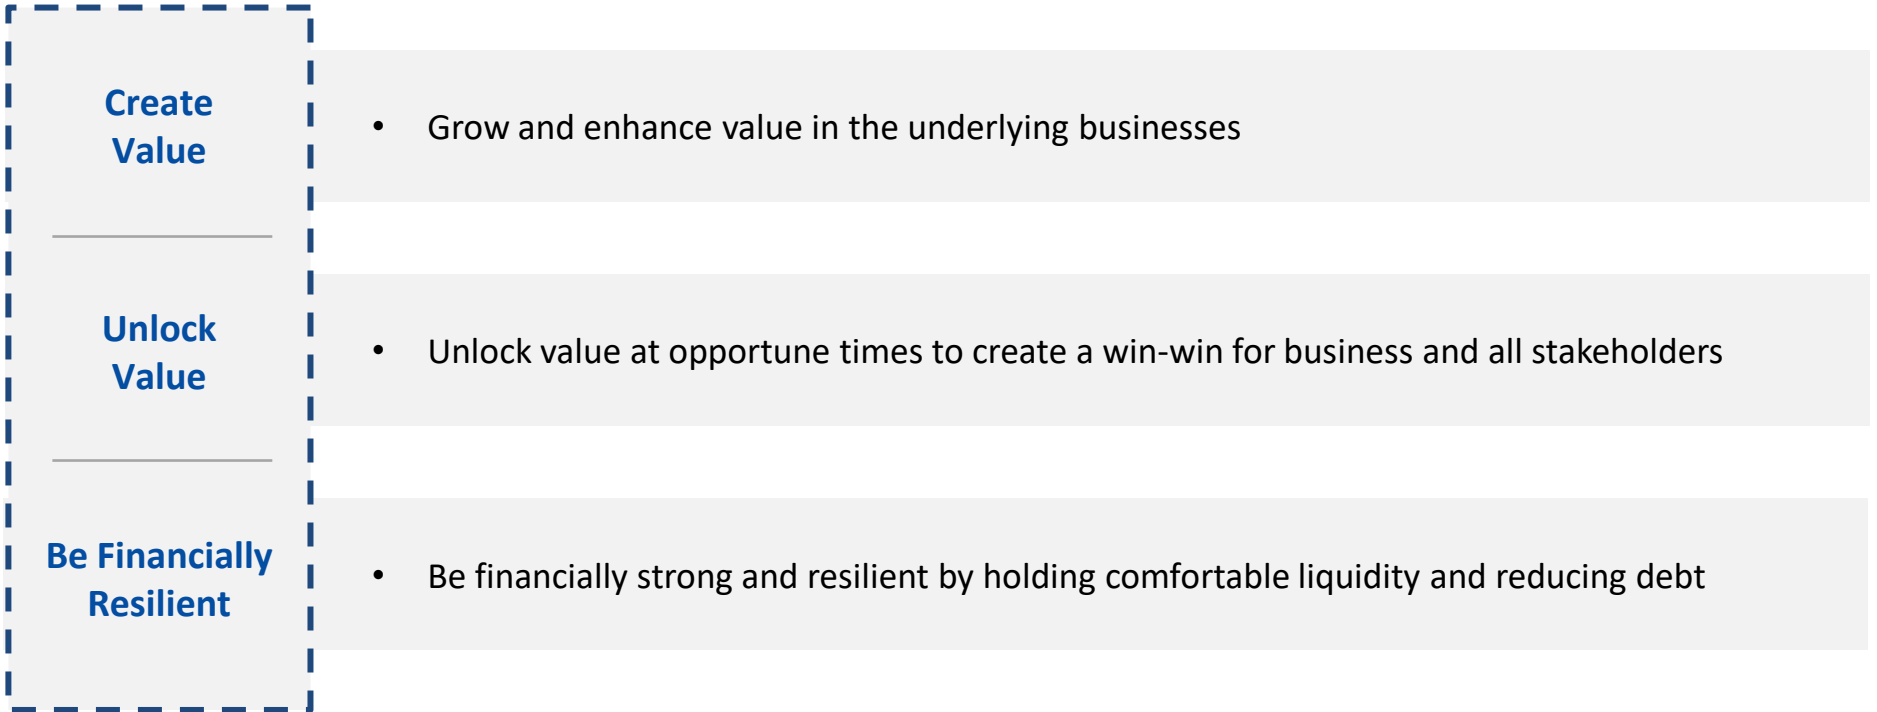 Create
Value
• Grow and enhance value in the underlying businesses
Unlock
Value
• Unlock value at opportune times to create a win-win for business and all stakeholders
Be Financially
Resilient
• Be financially strong and resilient by holding comfortable liquidity and reducing debt